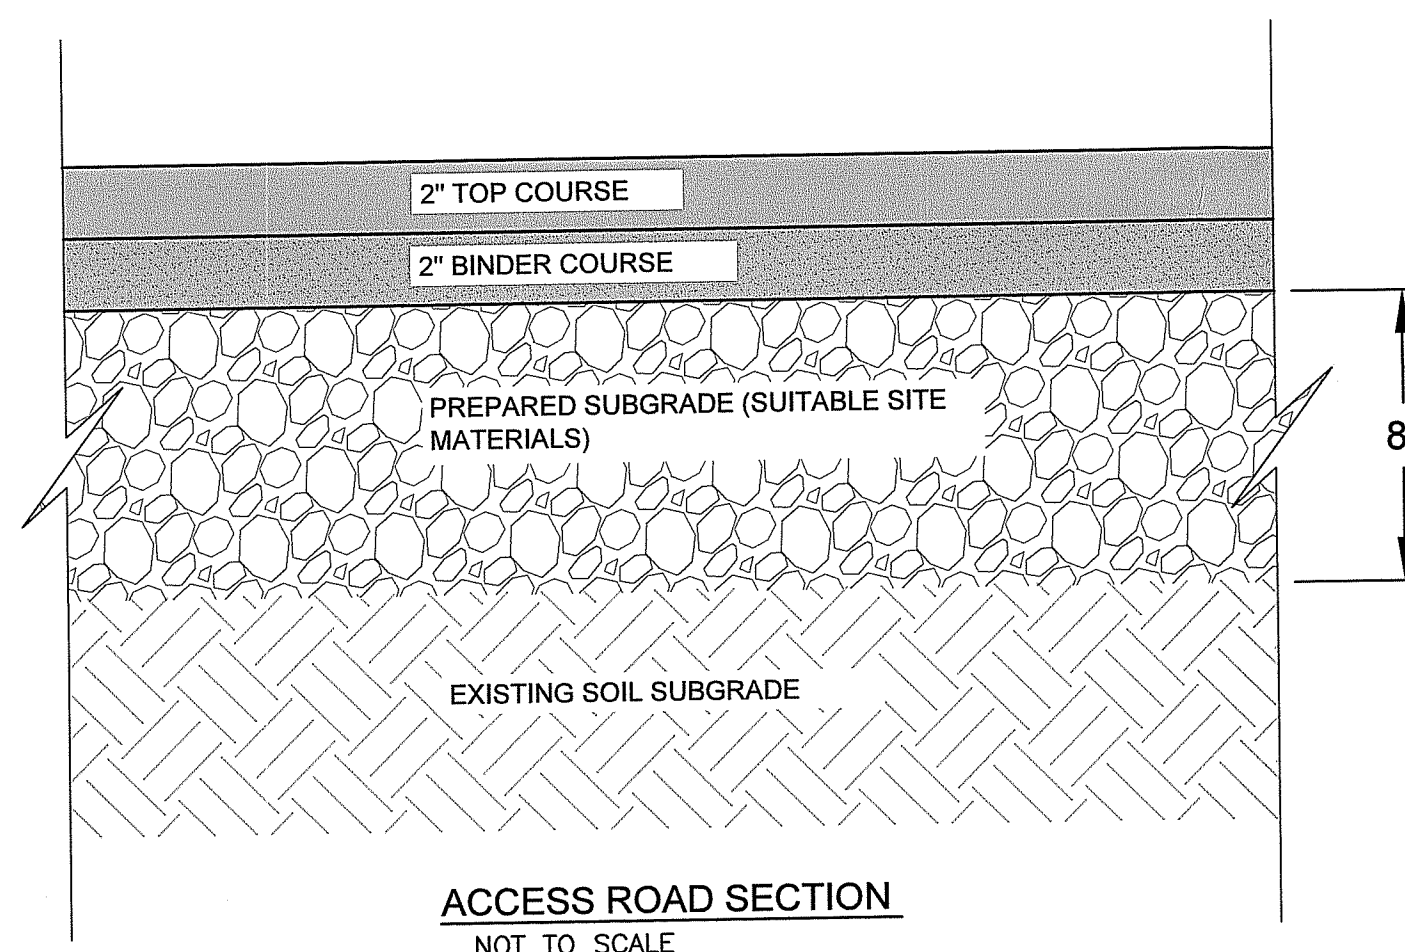 2" TOP COURSE
2" BINDER COURSE
PREPARED SUBGRADE (SUITABLE SITE
MATERIALS)
8
EXISTING SOIL SUBGRADE
ACCESS ROAD SECTION
NOT TO SCALE